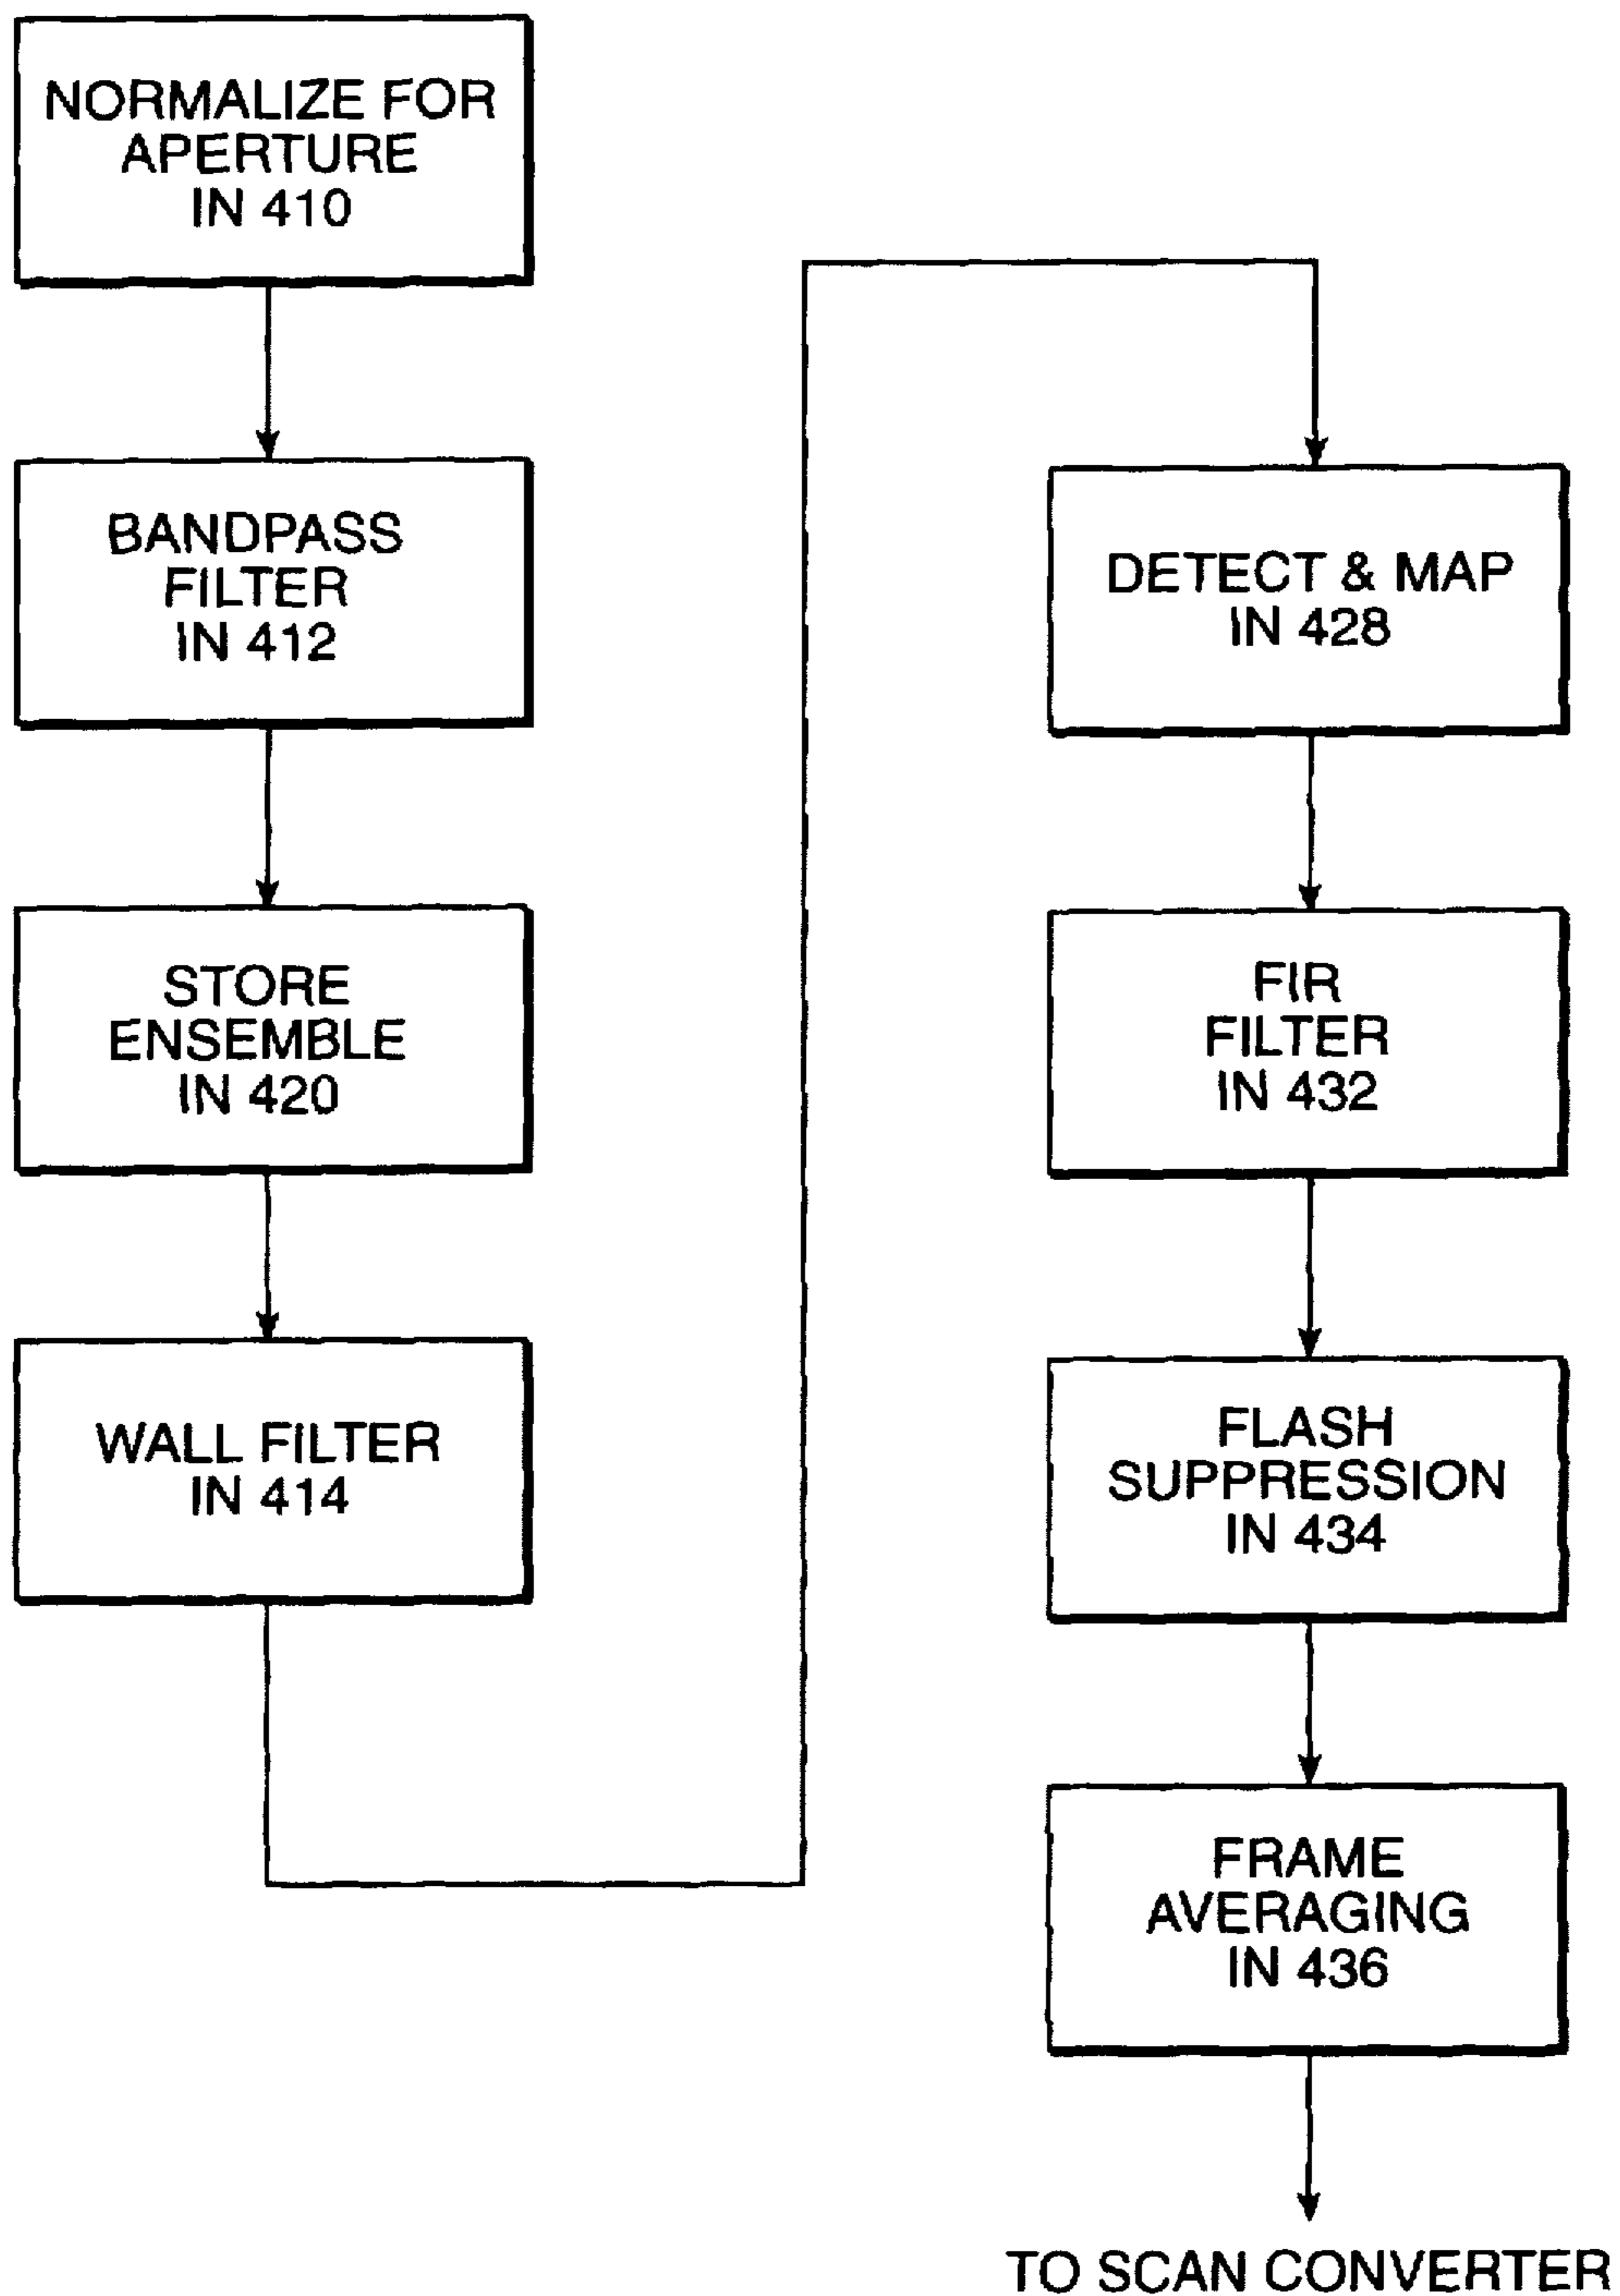 NORMALIZE FOR
APERTURE
IN 410
BANDPASS
FILTER
IN 412
STORE
ENSEMBLE
IN 420
WALL FILTER
IN 414
DETECT & MAP
IN 428
FIR
FILTER
IN 432
FLASH
SUPPRESSION
IN 434
FRAME
AVERAGING
IN 436
TO SCAN CONVERTER